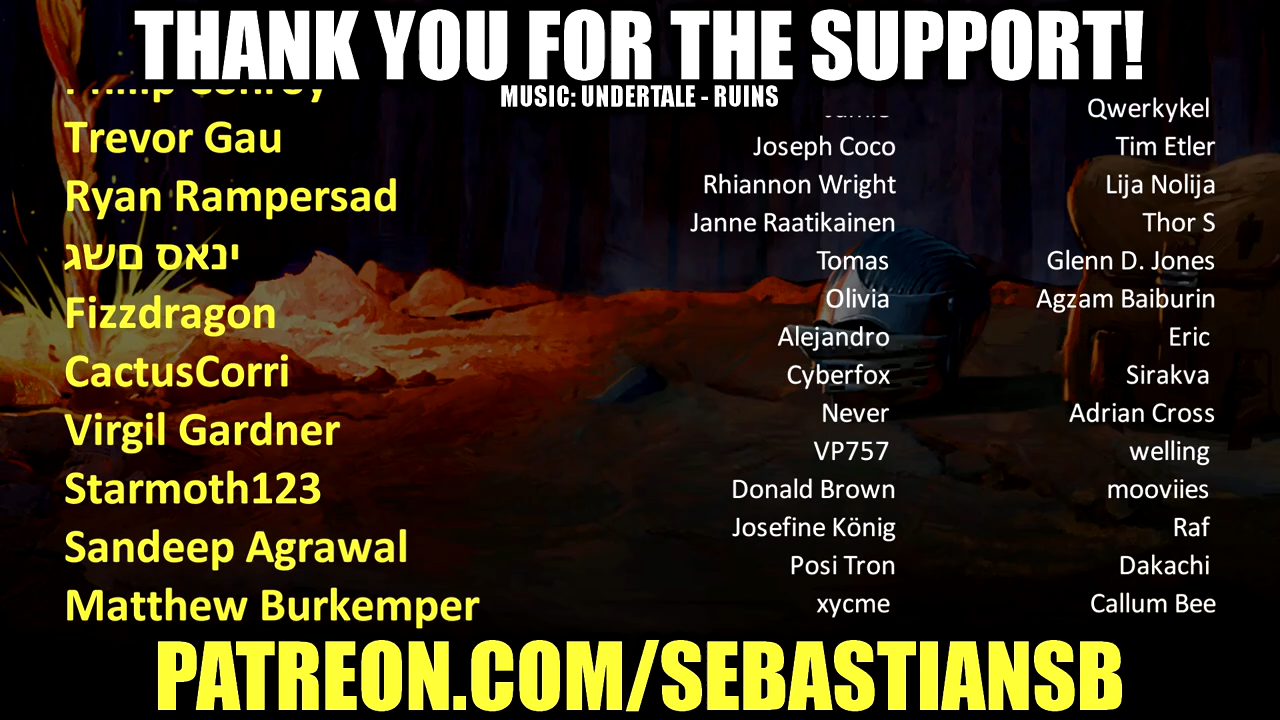 THANK YOU FOR THE SUPPORT!
MUSIC: UNDERTALE - RUINS
Trevor Gau
Ryan Rampersad
ינאס םשג
Fizzdragon
CactusCorri
Virgil Gardner
Starmoth123
Sandeep Agrawal
Matthew Burkemper
Joseph Coco
Rhiannon Wright
Janne Raatikainen
Tomas
Olivia
Alejandro
Cyberfox
Never
VP757
Donald Brown
Josefine König
Posi Tron
xycme
Qwerkykel
Tim Etler
Lija Nolija
Thor S
Glenn D. Jones
Agzam Baiburin
Eric
Sirakva
Adrian Cross
welling
mooviies
Raf
Dakachi
Callum Bee
PATREON.COM/SEBASTIANSB